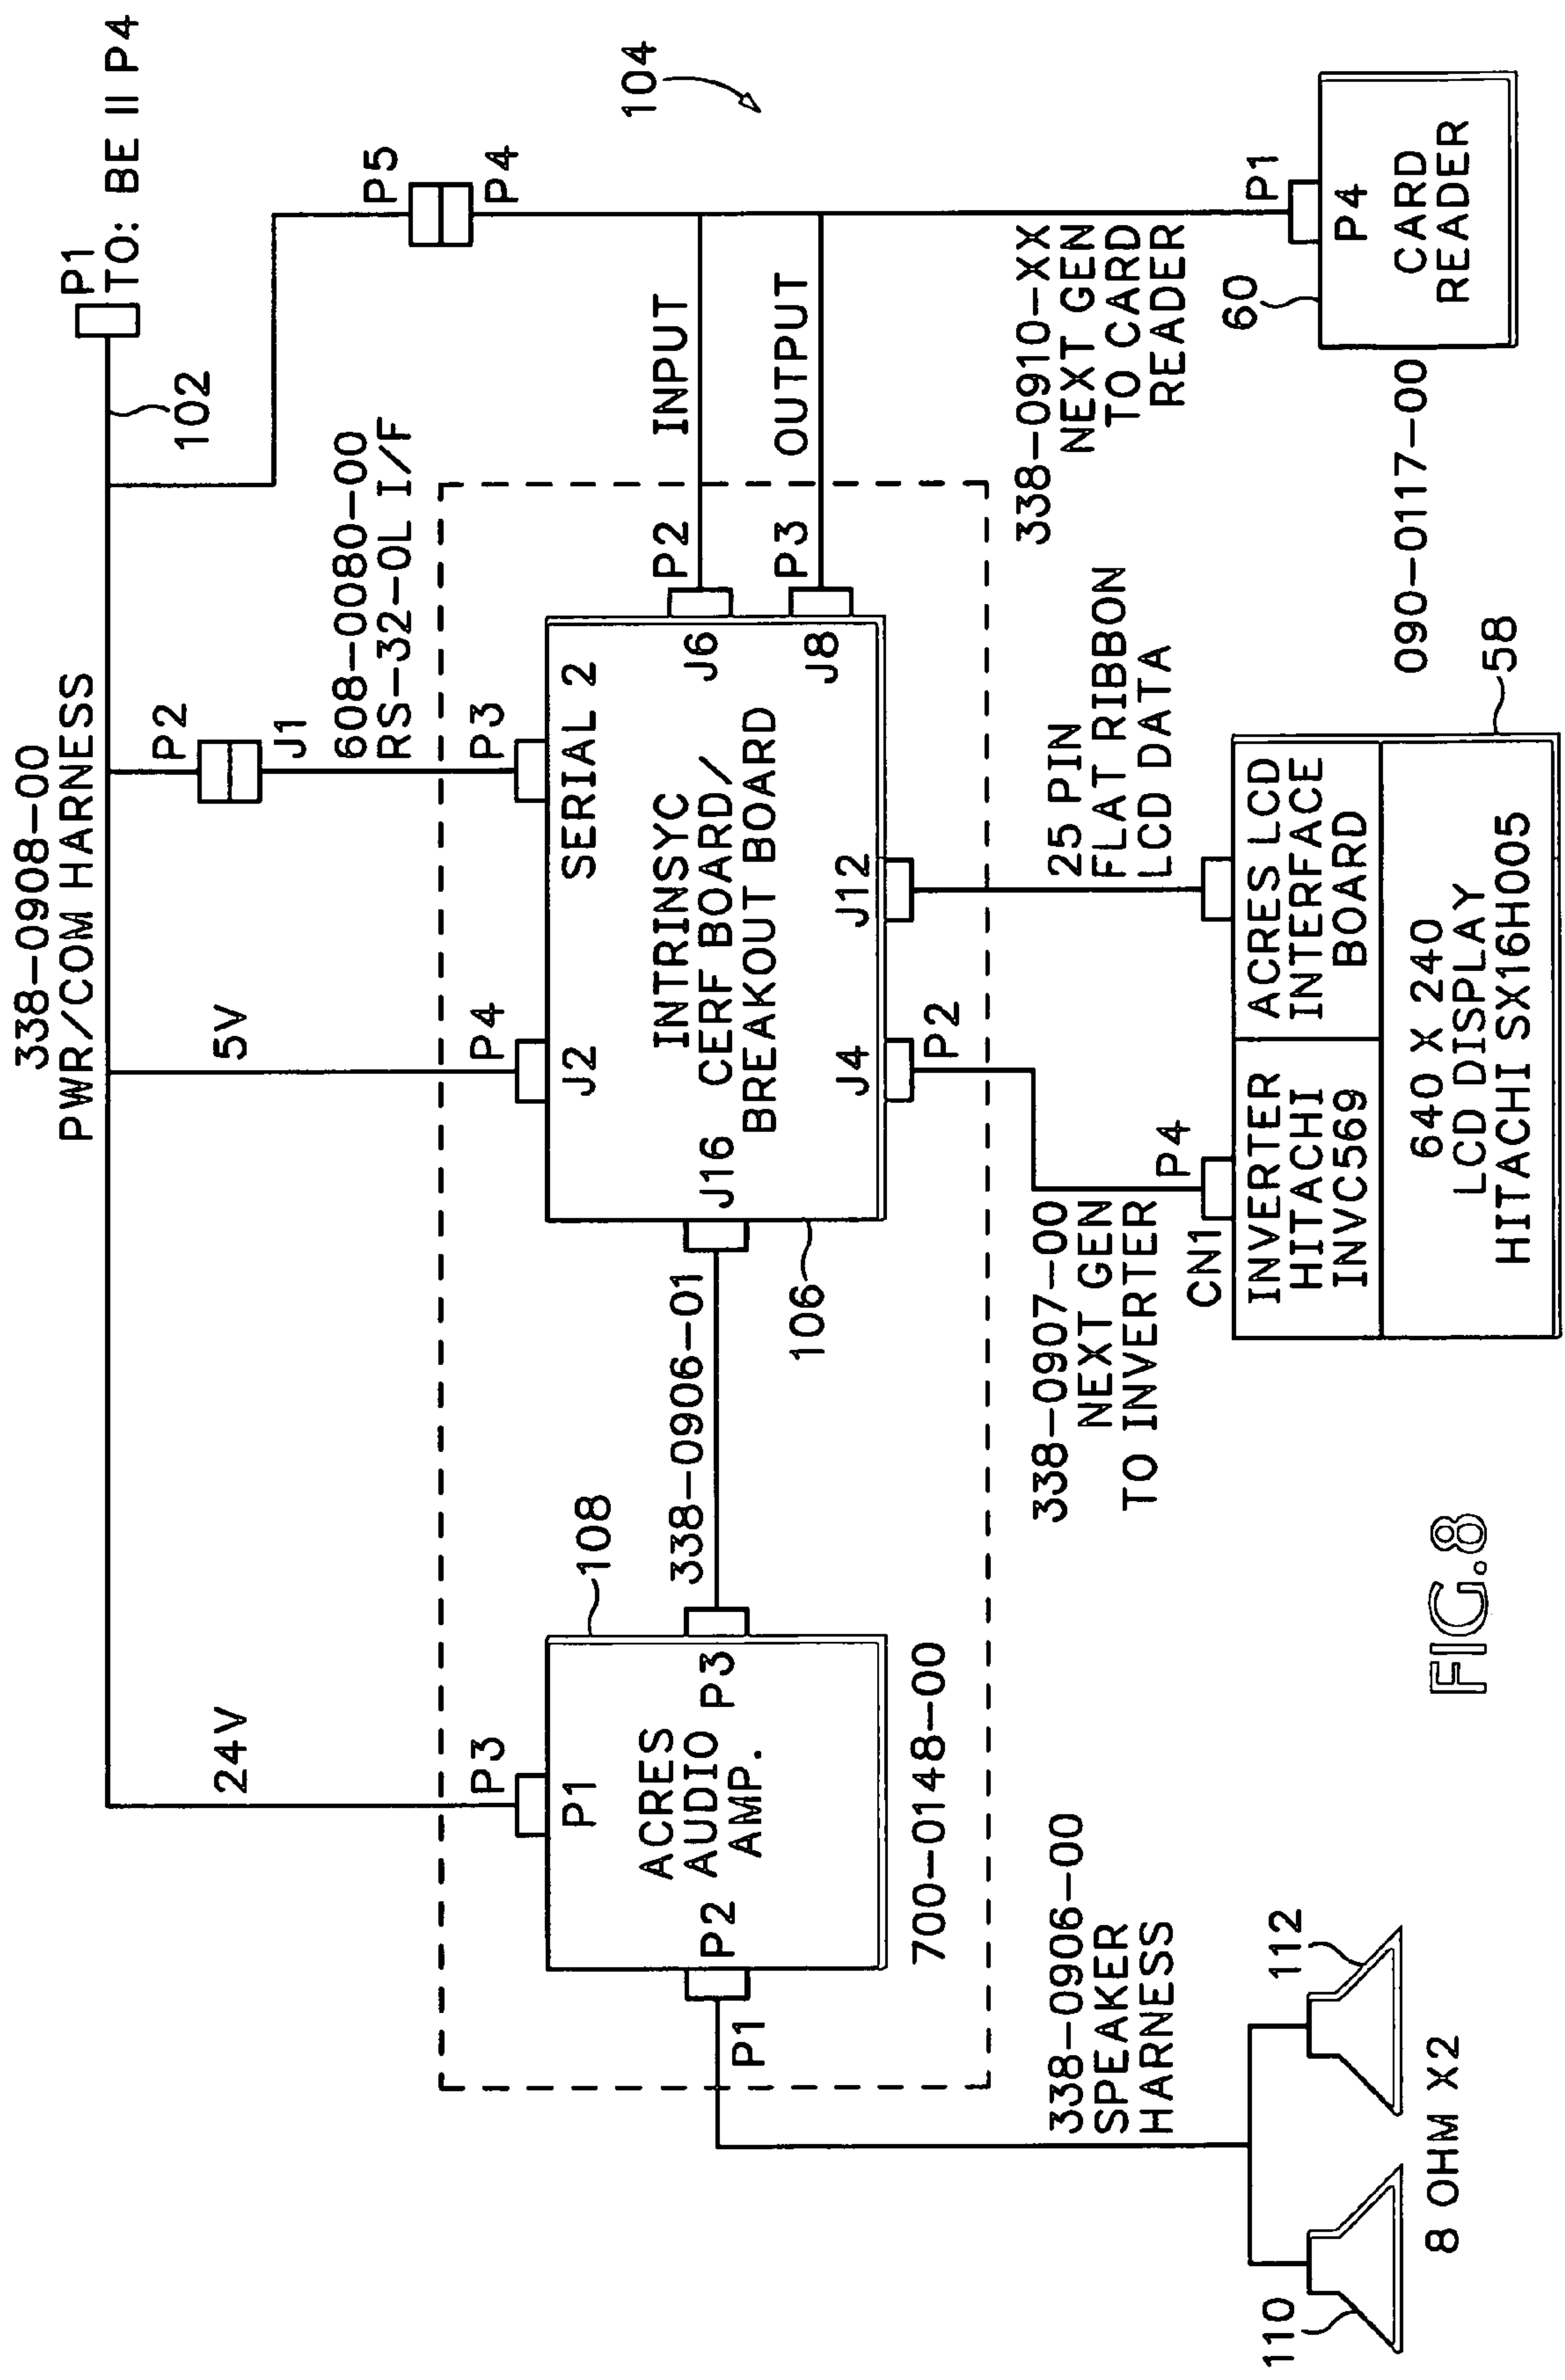 338-0908-00
PWR/COM HARNESS
P1
TO: BE II P4
102
24V
5V
P2
J1
608-0080-00
RS-32-0L I/F
P5
P4
104
P3
P1
ACRES
AUDIO
AMP.
P2
P3
108
700-0148-00
P1
338-0906-01
P4
J2
P3
SERIAL 2
INTRINSYC
CERF BOARD/
BREAKOUT BOARD
J16
J6
J8
J4
J12
106
P2
INPUT
P3
OUTPUT
P2
338-0906-00
SPEAKER
HARNESS
110
112
8 OHM X2
338-0907-00
NEXT GEN
TO INVERTER
P4
CN1
25 PIN
FLAT RIBBON
LCD DATA
INVERTER
HITACHI
INVC569
ACRES LCD
INTERFACE
BOARD
640 X 240
LCD DISPLAY
HITACHI SX16H005
58
338-0910-XX
NEXT GEN
TO CARD
READER
60
P1
P4
CARD
READER
090-0117-00
FIG.8